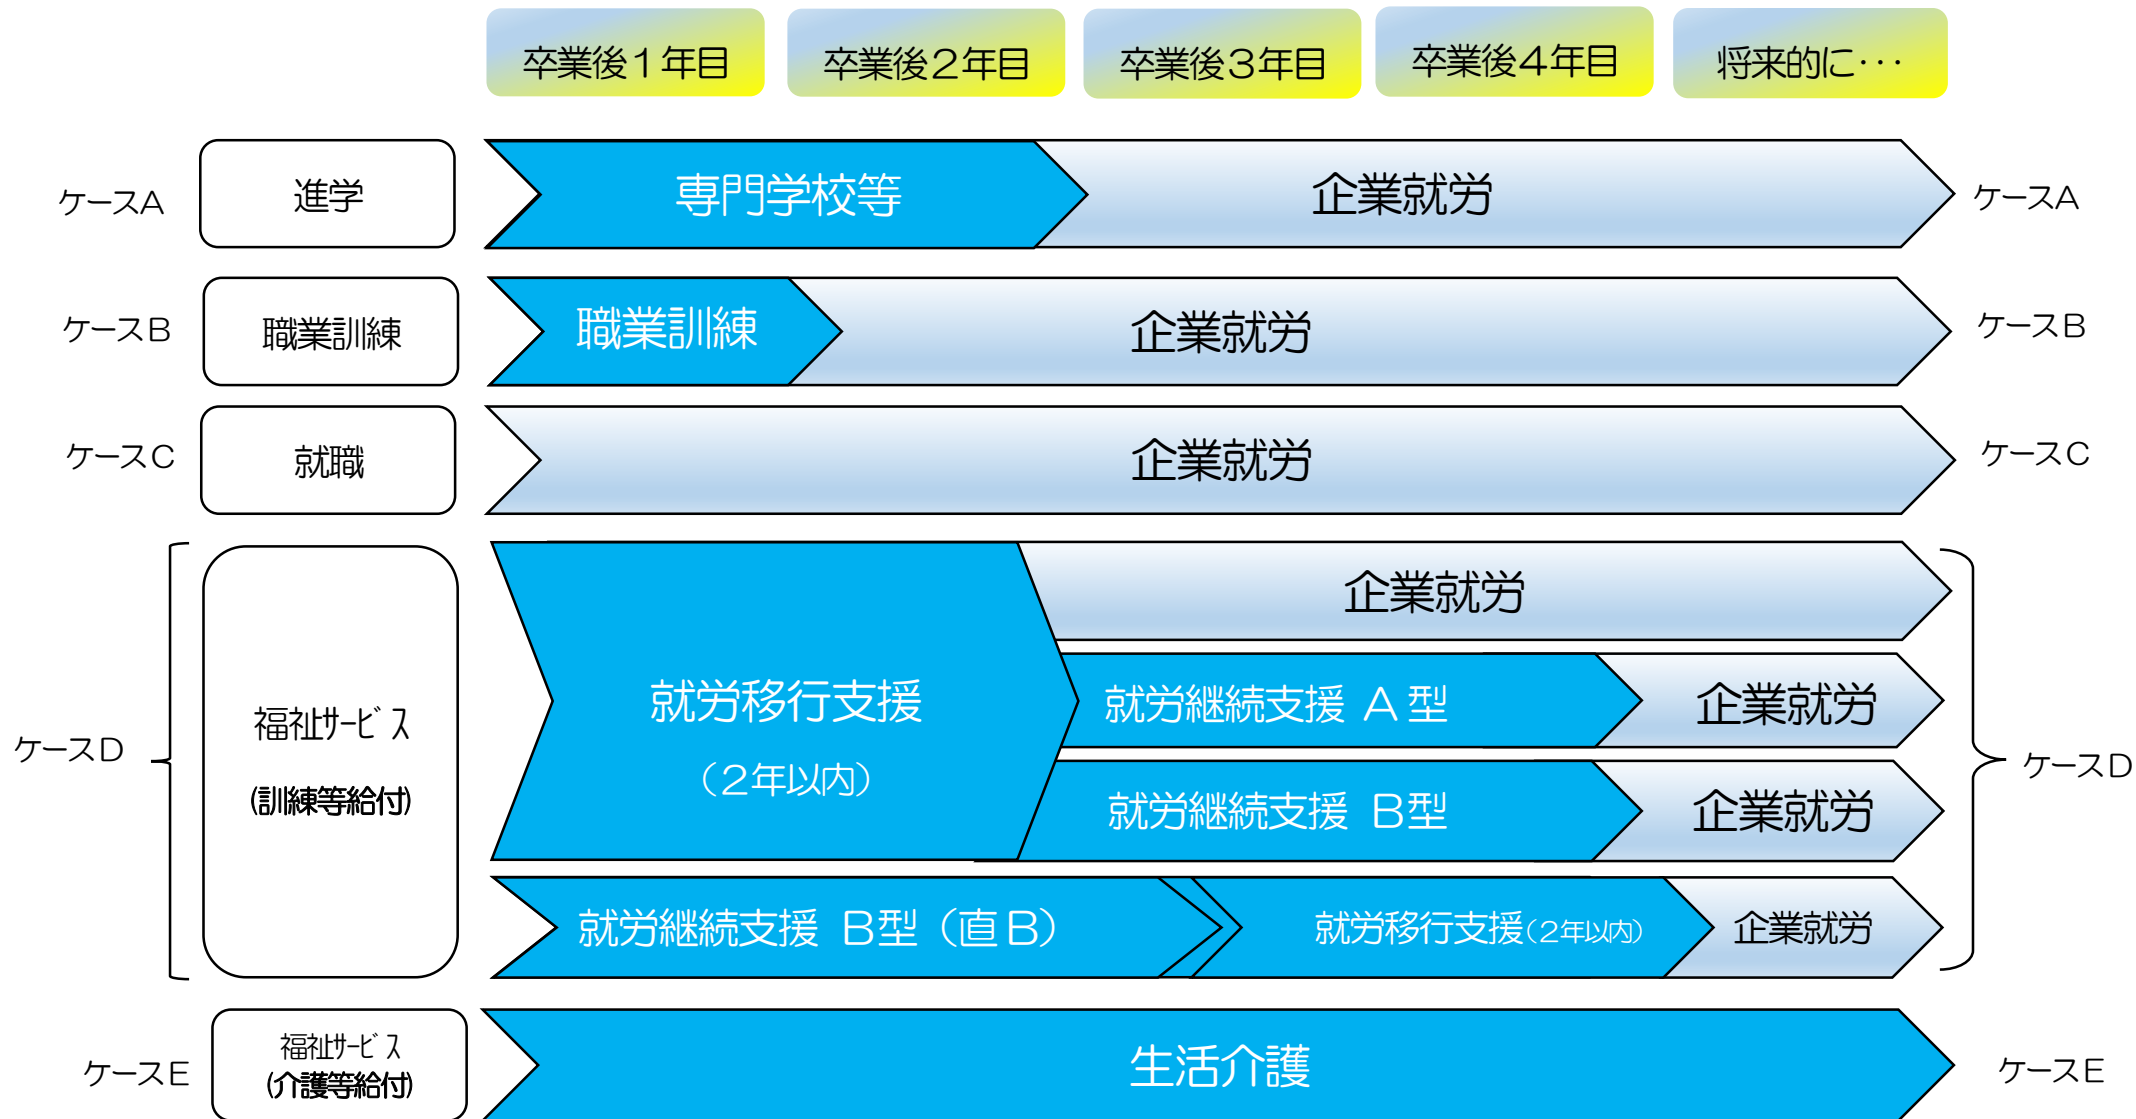 卒業後１年目
卒業後２年目
卒業後３年目
卒業後４年目
将来的に・・・
ケースＡ
進学
専門学校等
企業就労
ケースＡ
ケースＢ
職業訓練
職業訓練
企業就労
ケースＢ
ケースＣ
就職
企業就労
ケースＣ
ケースＤ
福祉サービス
(訓練等給付)
就労移行支援
（２年以内）
企業就労
就労継続支援 Ａ型
企業就労
就労継続支援 Ｂ型
企業就労
就労継続支援 Ｂ型（直Ｂ）
就労移行支援（２年以内）
企業就労
ケースＤ
ケースＥ
福祉サービス
(介護等給付)
生活介護
ケースＥ